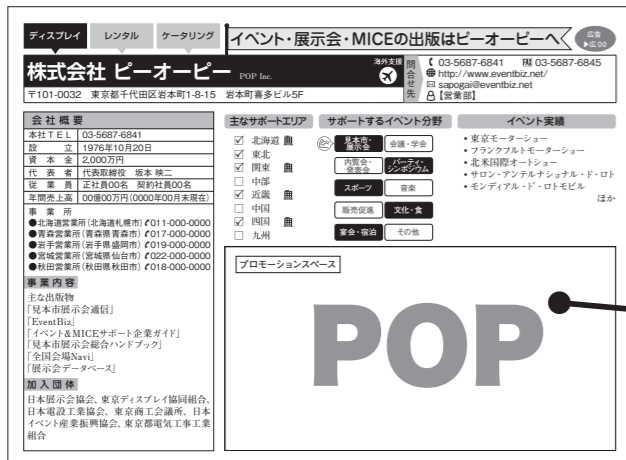 ディスプレイ レンタル ケータリング
イベント・展示会・MICEの出版はピーオーピーへ
広告
▶広00
株式会社 ピーオーピー POP Inc.
海外支援
〒101-0032 東京都千代田区岩本町1-8-15 岩本町喜多ビル5F
問合せ先
03-5687-6841 FAX 03-5687-6845
http://www.eventbiz.net/
sapogai@eventbiz.net
【営業部】
会社概要
本社TEL 03-5687-6841
設立 1976年10月20日
資本金 2,000万円
代表者 代表取締役 坂本 映二
従業員 正社員00名 契約社員00名
年間売上高 00億00万円(0000年00月末現在)
事業所
●北海道営業所(北海道札幌市) 011-000-0000
●青森営業所(青森県青森市) 017-000-0000
●岩手営業所(岩手県盛岡市) 019-000-0000
●宮城営業所(宮城県仙台市) 022-000-0000
●秋田営業所(秋田県秋田市) 018-000-0000
事業内容
主な出版物
「見本市展示会通信」
「EventBiz」
「イベント&MICEサポート企業ガイド」
「見本市展示会総合ハンドブック」
「全国会場Navi」
「展示会データベース」
加入団体
日本展示会協会、東京ディスプレイ協同組合、
日本電設工業協会、東京商工会議所、日本
イベント産業振興協会、東京都電気工事工業
組合
主なサポートエリア
☑ 北海道
☑ 東北
☑ 関東
□ 中部
☑ 近畿
□ 中国
☑ 四国
□ 九州
サポートするイベント分野
見本市・展示会 会議・学会
内覧会・発表会 パーティ・シンポジウム
スポーツ 音楽
販売促進 文化・食
宴会・宿泊 その他
イベント実績
・東京モーターショー
・フランクフルトモーターショー
・北米国際オートショー
・サロン・アンテルナショナル・ド・ロト
・モンディアル・ド・ロトモビル
ほか
プロモーションスペース
POP